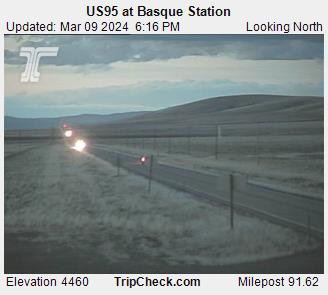 US95 at Basque Station
Updated: Mar 09 2024 6:16 PM Looking North
Elevation 4460 TripCheck.com Milepost 91.62